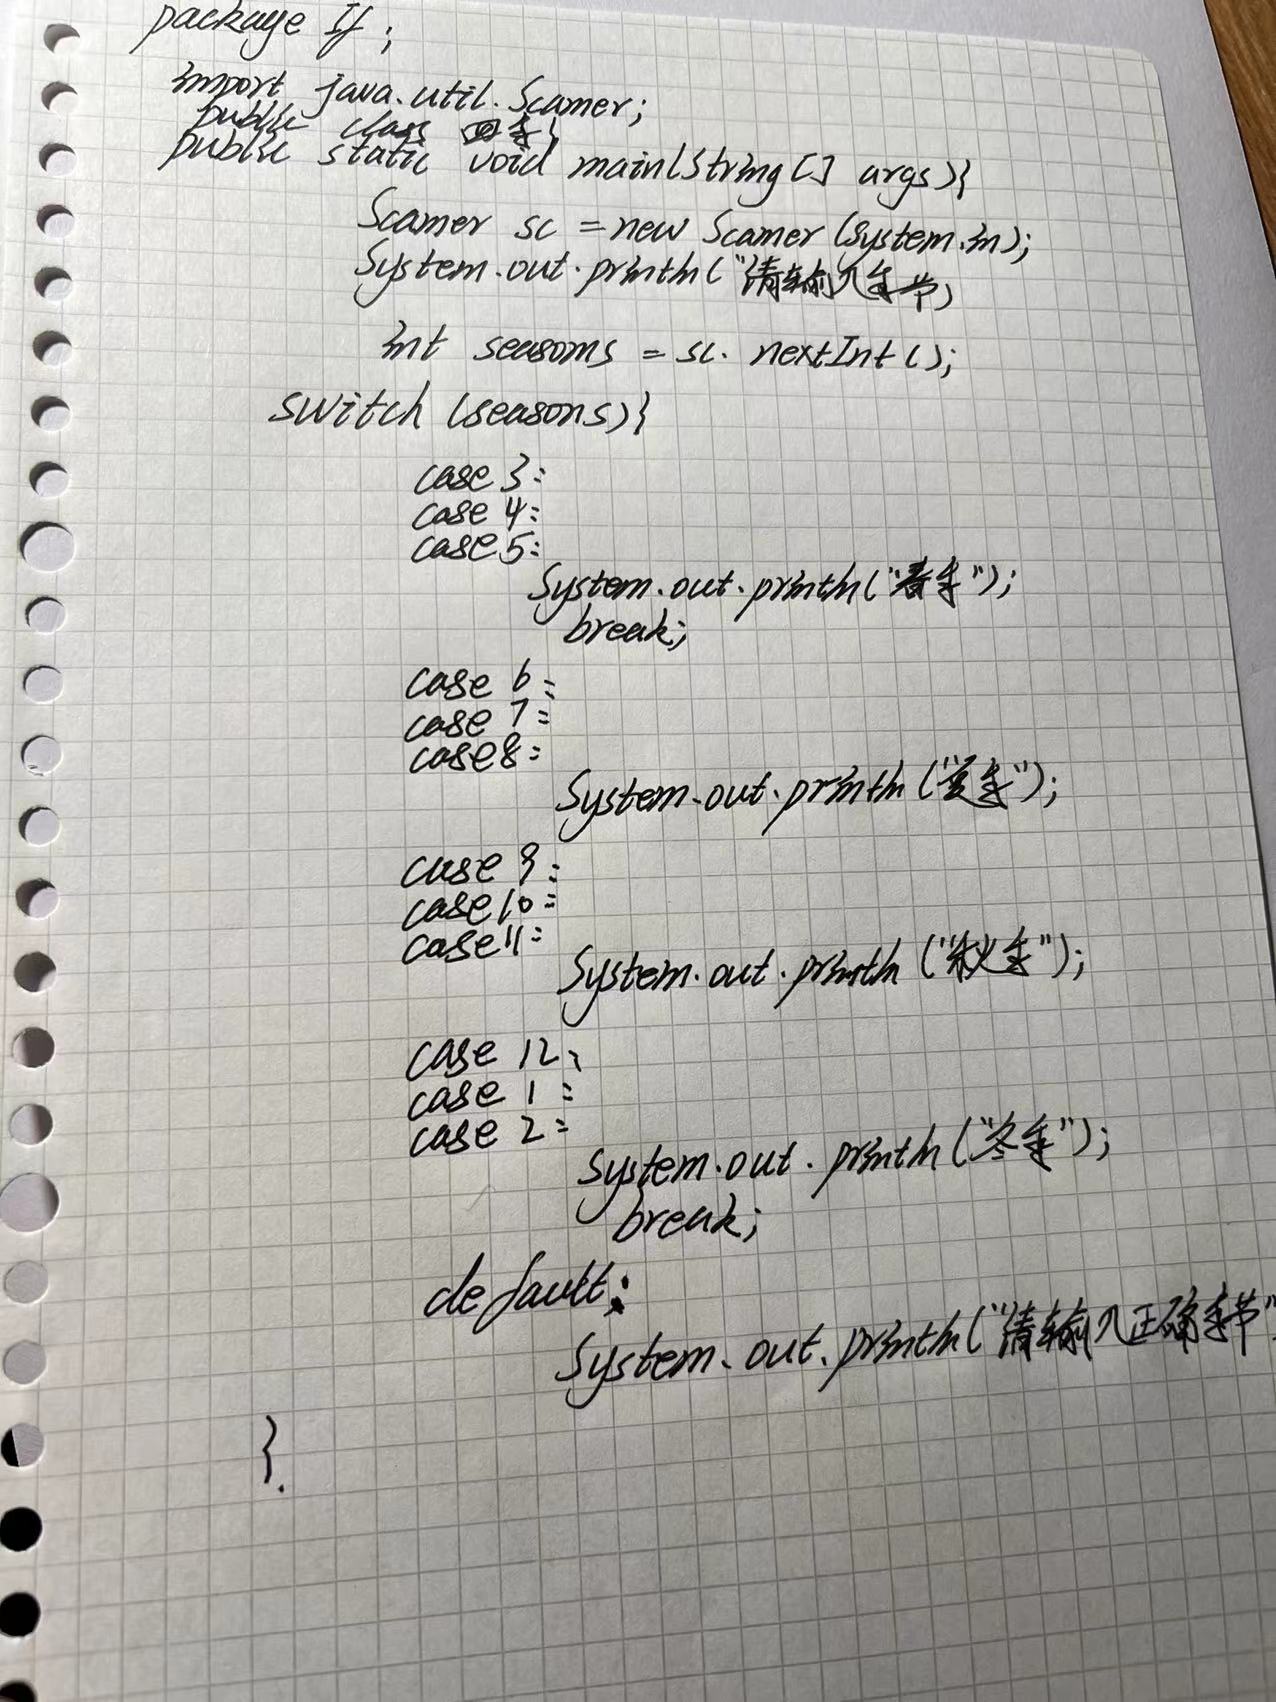 package If;
import java.util.Scanner;
public class 四季{
public static void main(String[] args){
Scanner sc = new Scanner(System.in);
System.out.println("请输入季节)
int seasons = sc. nextInt();
switch (seasons){
case 3:
case 4:
case 5:
System.out.println("春季");
break;
case 6:
case 7:
case 8:
System.out.println("夏季");
case 9:
case 10:
case 11:
System.out.println("秋季");
case 12:
case 1:
case 2:
System.out.println("冬季");
break;
default:
System.out.println("请输入正确季节"
}